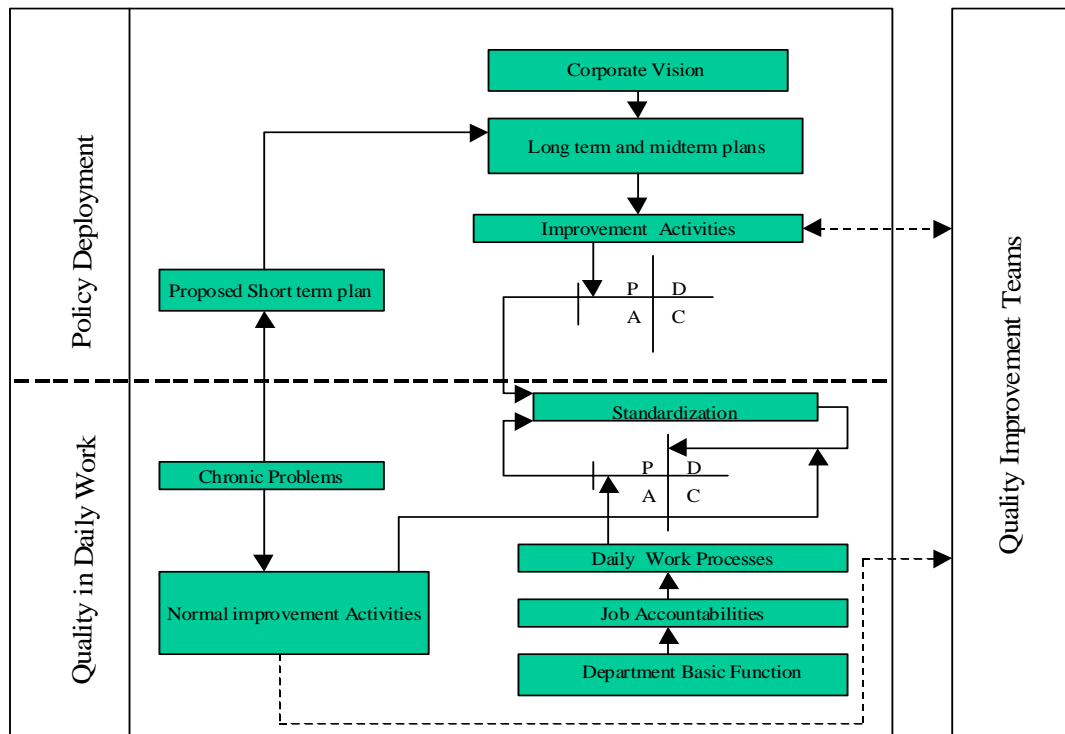 Policy Deployment
Corporate Vision
Long term and midterm plans
Improvement Activities
Proposed Short term plan
P D
A C
Quality in Daily Work
Standardization
Chronic Problems
P D
A C
Daily Work Processes
Normal improvement Activities
Job Accountabilities
Department Basic Function
Quality Improvement Teams